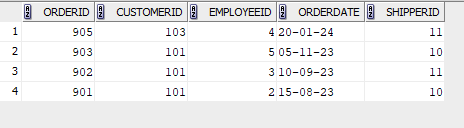 ORDERID CUSTOMERID EMPLOYEEID ORDERDATE SHIPPERID
1 905 103 4 20-01-24 11
2 903 101 5 05-11-23 10
3 902 101 3 10-09-23 11
4 901 101 2 15-08-23 10